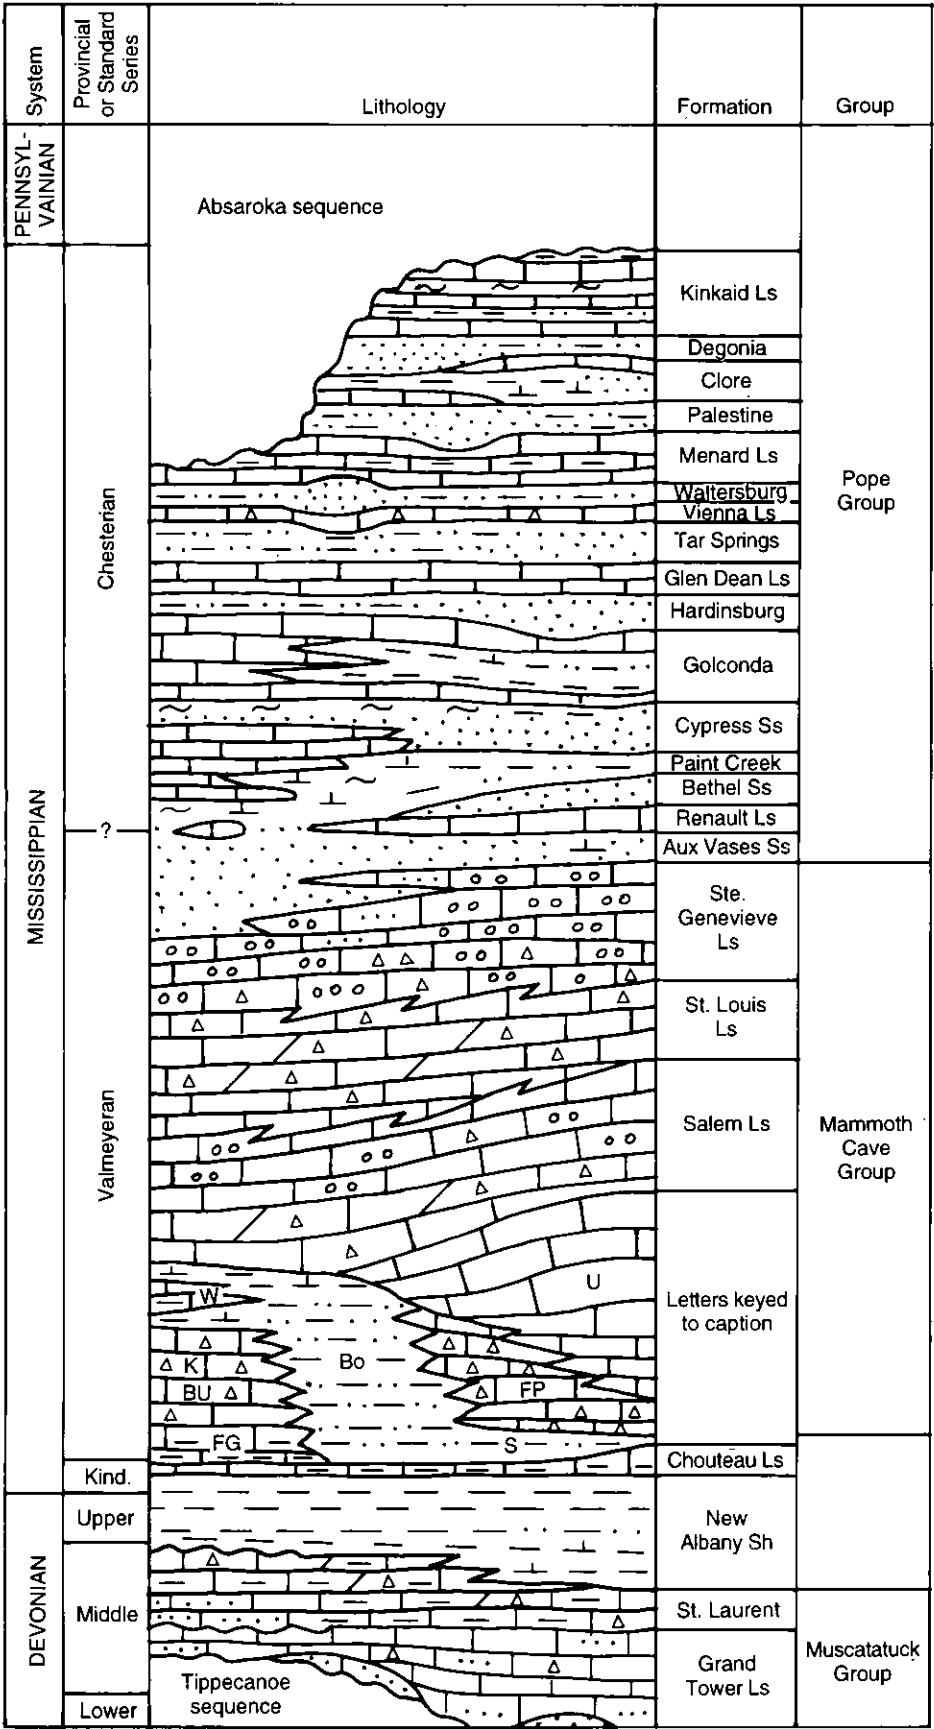 System
Provincial
or Standard
Series
Lithology
Formation
Group
PENNSYL-
VAINIAN
Absaroka sequence
MISSISSIPPIAN
Chesterian
Kinkaid Ls
Degonia
Clore
Palestine
Menard Ls
Waltersburg
Vienna Ls
Tar Springs
Glen Dean Ls
Hardinsburg
Golconda
Cypress Ss
Paint Creek
Bethel Ss
Renault Ls
Aux Vases Ss
Pope
Group
?
Valmeyeran
Ste.
Genevieve
Ls
St. Louis
Ls
Salem Ls
Mammoth
Cave
Group
U
W
Letters keyed
to caption
Bo
K
BU
FP
FG
S
Kind.
Chouteau Ls
DEVONIAN
Upper
New
Albany Sh
Middle
St. Laurent
Grand
Tower Ls
Muscatatuck
Group
Tippecanoe
sequence
Lower